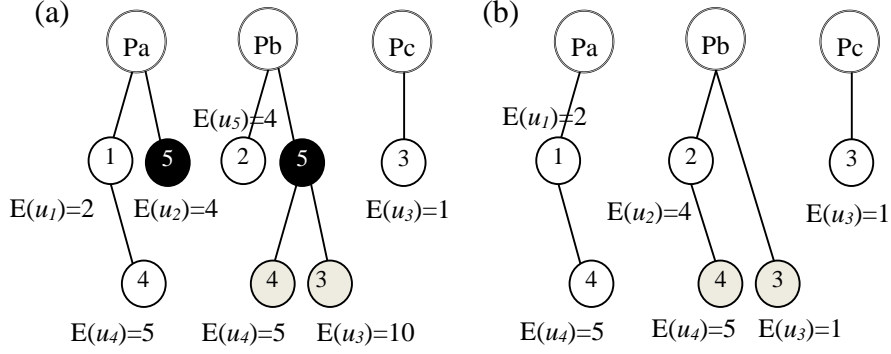 (a)
(b)
Pa Pb Pc
Pa Pb Pc
E(u5)=4
E(u1)=2
1 5 2 5 3
1 2 3
E(u1)=2 E(u2)=4 E(u3)=1
E(u2)=4 E(u3)=1
4 4 3
4 4 3
E(u4)=5 E(u4)=5 E(u3)=10
E(u4)=5 E(u4)=5 E(u3)=1